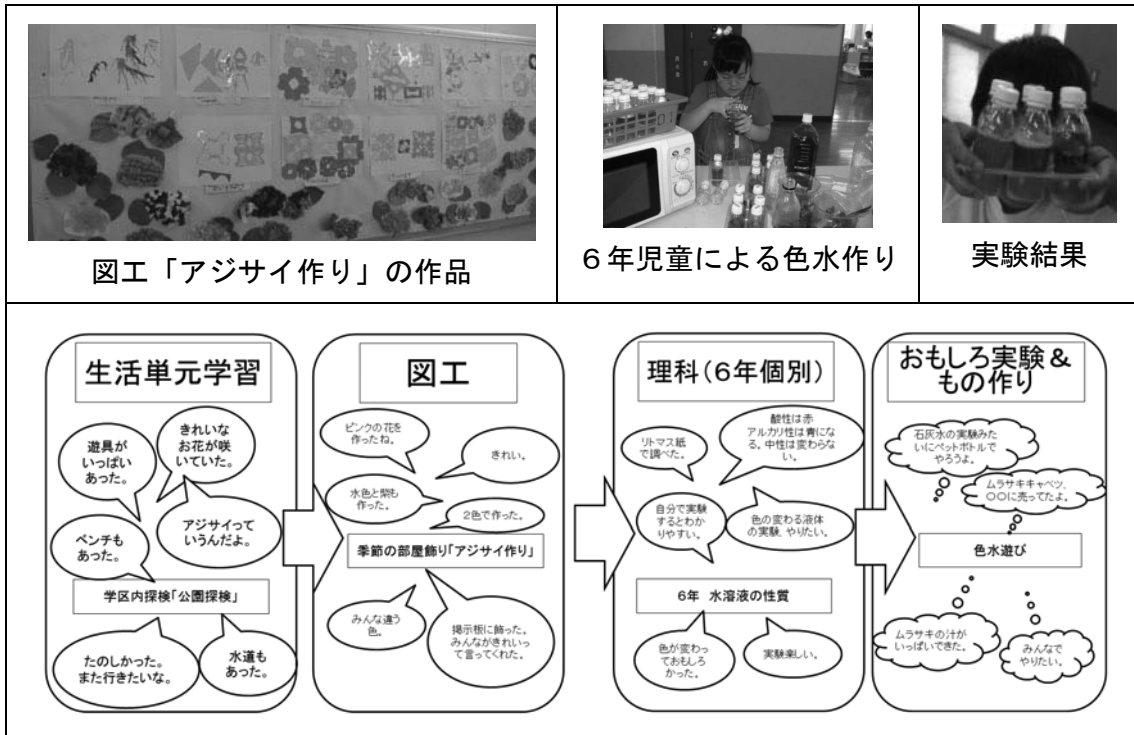 図工「アジサイ作り」の作品
６年児童による色水作り
実験結果
生活単元学習
遊具が
いっぱい
あった。
きれいな
お花が咲
いていた。
ベンチも
あった。
アジサイって
いうんだよ。
学区内探検「公園探検」
たのしかった。
また行きたいな。
水道も
あった。
図工
ピンクの花を
作ったね。
きれい。
水色と紫も
作った。
2色で作った。
季節の部屋飾り「アジサイ作り」
みんな違う
色。
掲示板に飾った。
みんながきれいっ
て言ってくれた。
理科（6年個別）
リトマス紙
で調べた。
酸性は赤
アルカリ性は青にな
る。中性は変わらな
い。
自分で実験
するとわか
りやすい。
色の変わる液体
の実験、やりたい。
6年　水溶液の性質
色が変わっ
ておもしろ
かった。
実験楽しい。
おもしろ実験＆
もの作り
石灰水の実験みた
いにペットボトルで
やろうよ。
ムラサキキャベツ、
〇〇に売ってたよ。
色水遊び
ムラサキの汁が
いっぱいできた。
みんなで
やりたい。